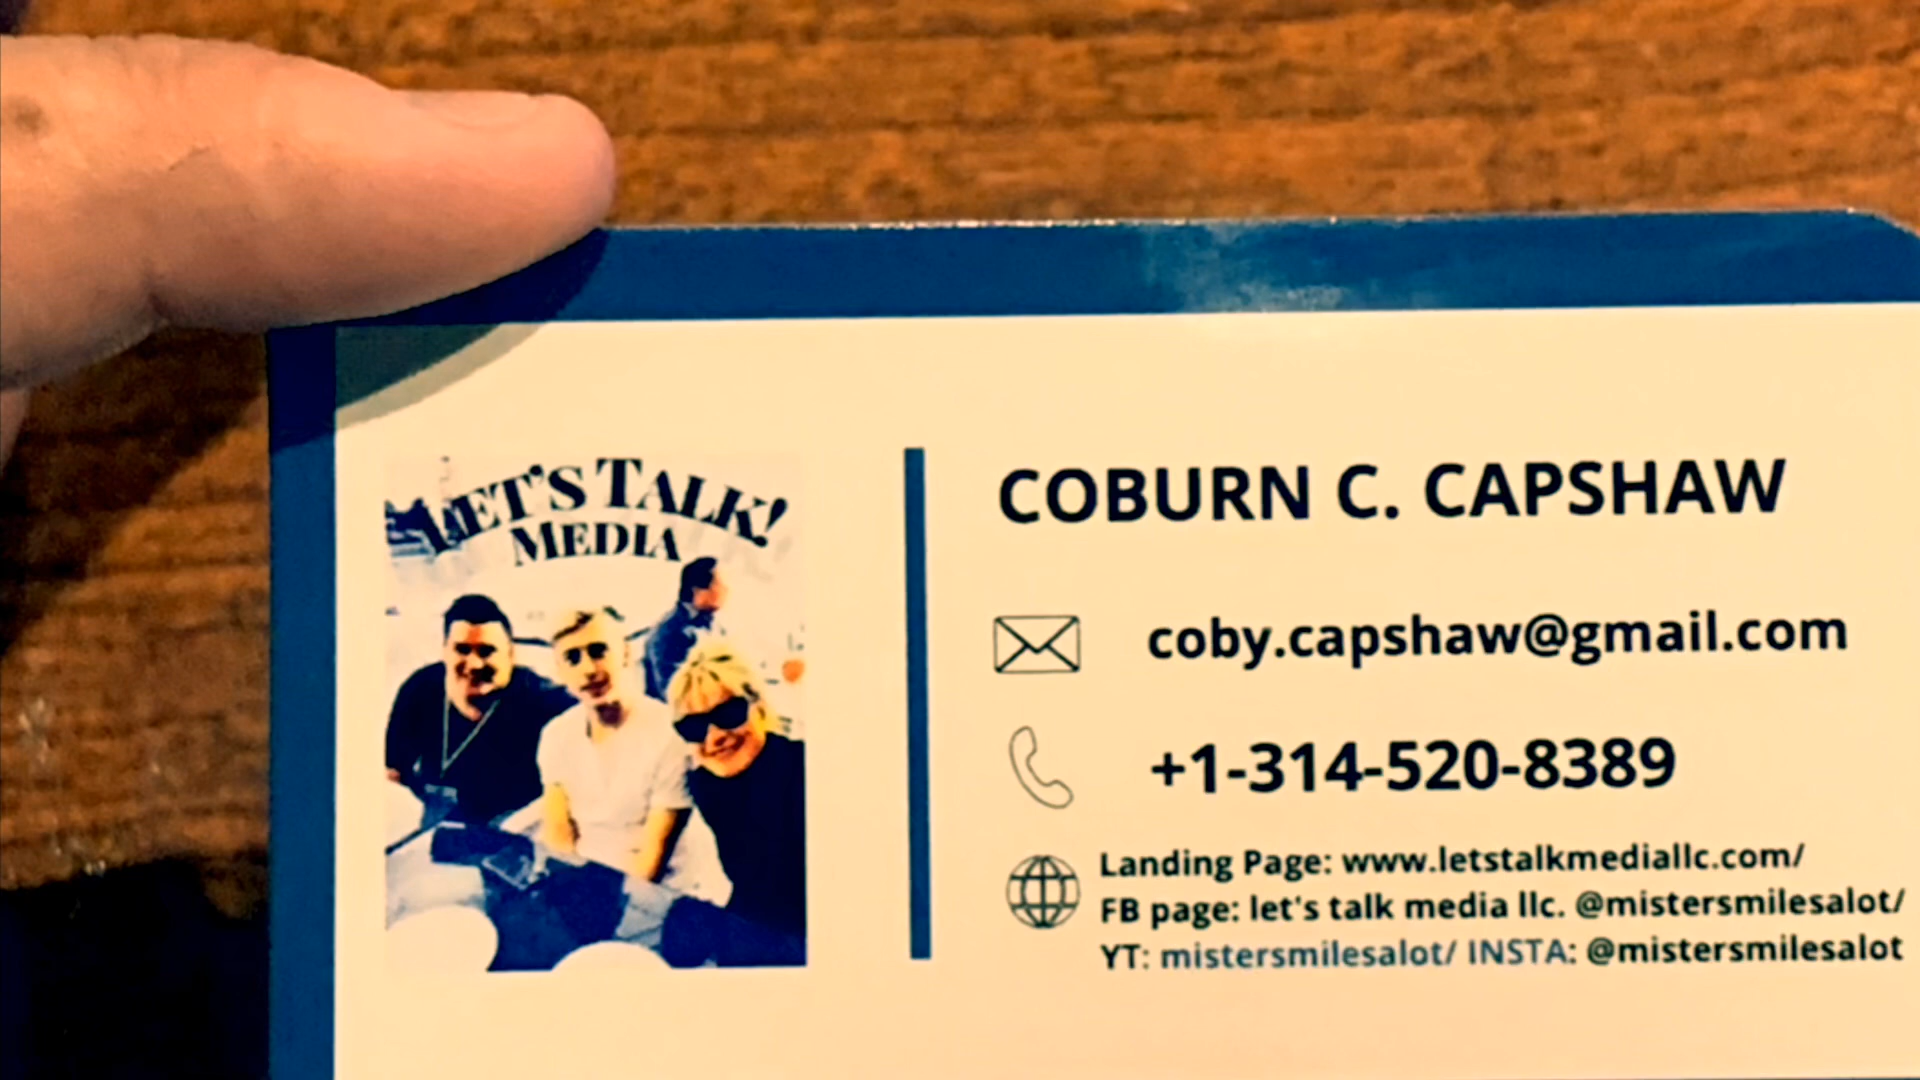 LET'S TALK!
MEDIA
COBURN C. CAPSHAW
coby.capshaw@gmail.com
+1-314-520-8389
Landing Page: www.letstalkmediallc.com/
FB page: let's talk media llc. @mistersmilesalot/
YT: mistersmilesalot/ INSTA: @mistersmilesalot